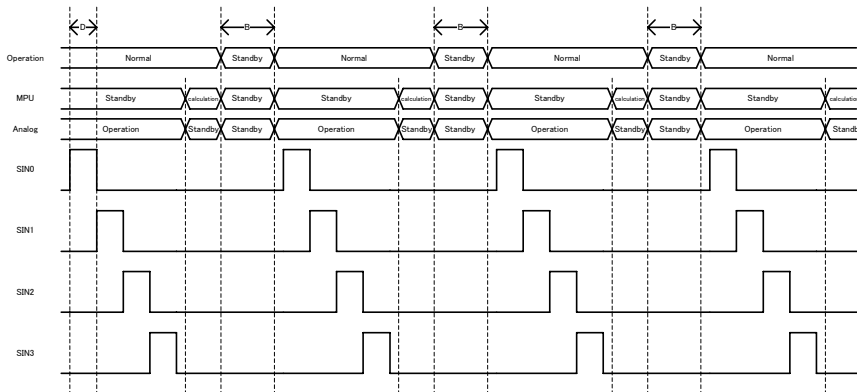 D B B B
Operation Normal Standby Normal Standby Normal Standby Normal
MPU Standby calculation Standby Standby calculation Standby Standby calculation Standby Standby calculation
Analog Operation Standby Standby Operation Standby Standby Operation Standby Standby Operation Standb
SIN0
SIN1
SIN2
SIN3